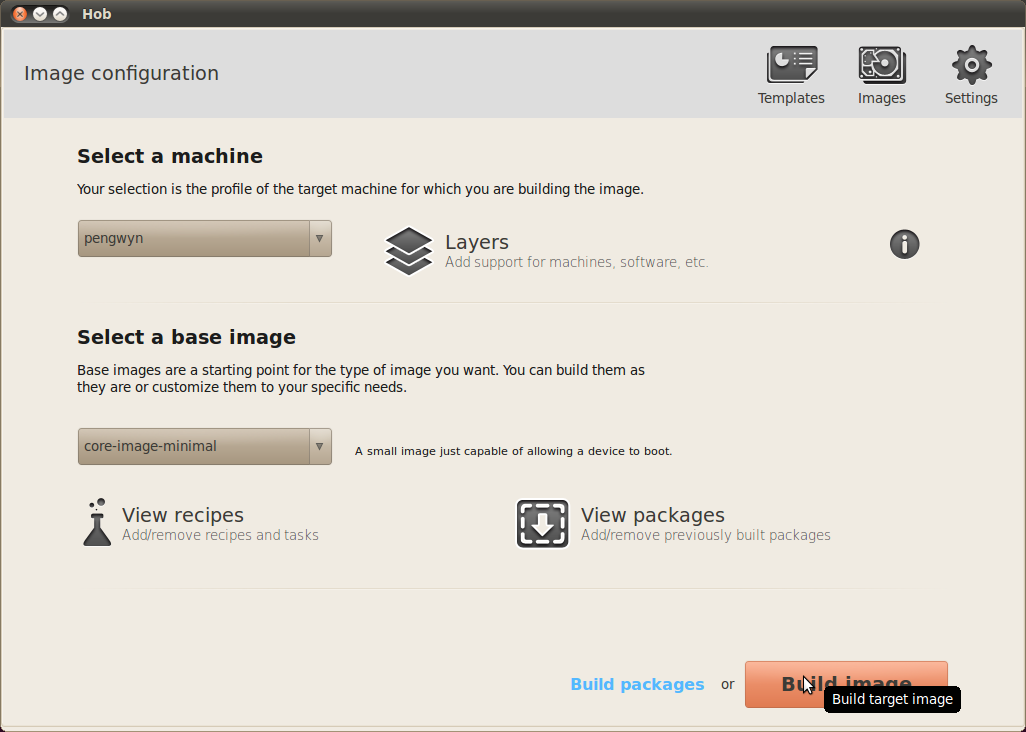 Hob
Image configuration
Templates
Images
Settings
Select a machine
Your selection is the profile of the target machine for which you are building the image.
pengwyn
Layers
Add support for machines, software, etc.
Select a base image
Base images are a starting point for the type of image you want. You can build them as
they are or customize them to your specific needs.
core-image-minimal
A small image just capable of allowing a device to boot.
View recipes
Add/remove recipes and tasks
View packages
Add/remove previously built packages
Build packages or Build image
Build target image